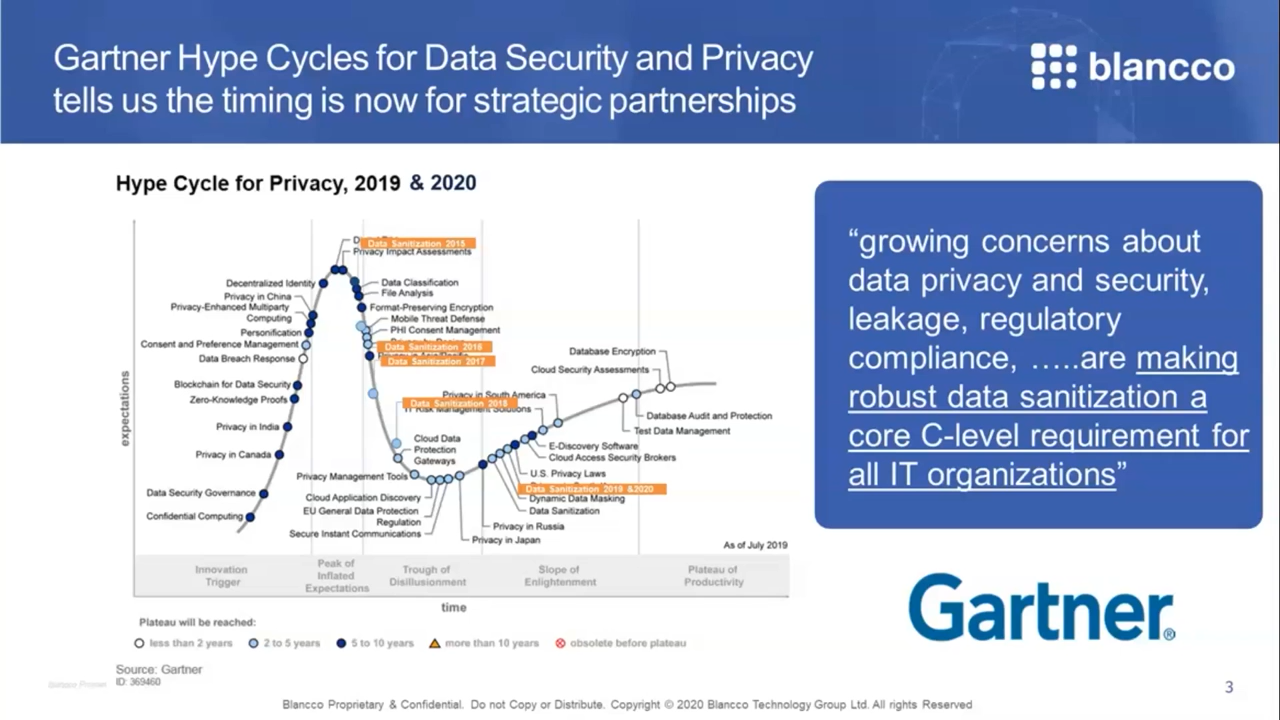 Gartner Hype Cycles for Data Security and Privacy
tells us the timing is now for strategic partnerships
blancco
Hype Cycle for Privacy, 2019 & 2020
Data Sanitization 2015
Privacy Impact Assessments
Decentralized Identity
Data Classification
Privacy in China
File Analysis
Privacy-Enhanced Multiparty
Computing
Format-Preserving Encryption
Mobile Threat Defense
Personification
PHI Consent Management
Consent and Preference Management
Data Sanitization 2016
Data Breach Response
Data Sanitization 2017
Database Encryption
Cloud Security Assessments
Blockchain for Data Security
Zero-Knowledge Proofs
Privacy in South America
Data Sanitization 2018
IT Risk Management Solutions
Database Audit and Protection
Privacy in India
Test Data Management
Cloud Data
Protection
Gateways
E-Discovery Software
Privacy in Canada
Cloud Access Security Brokers
Privacy Management Tools
U.S. Privacy Laws
Data Sanitization 2019 &2020
Data Security Governance
Cloud Application Discovery
Dynamic Data Masking
EU General Data Protection
Regulation
Data Sanitization
Confidential Computing
Privacy in Russia
Secure Instant Communications
Privacy in Japan
As of July 2019
expectations
Innovation
Trigger
Peak of
Inflated
Expectations
Trough of
Disillusionment
Slope of
Enlightenment
Plateau of
Productivity
time
Plateau will be reached:
less than 2 years
2 to 5 years
5 to 10 years
more than 10 years
obsolete before plateau
Source: Gartner
ID: 369460
“growing concerns about
data privacy and security,
leakage, regulatory
compliance, …..are making
robust data sanitization a
core C-level requirement for
all IT organizations”
Gartner®
3
Blancco Proprietary & Confidential. Do not Copy or Distribute. Copyright © 2020 Blancco Technology Group Ltd. All rights Reserved